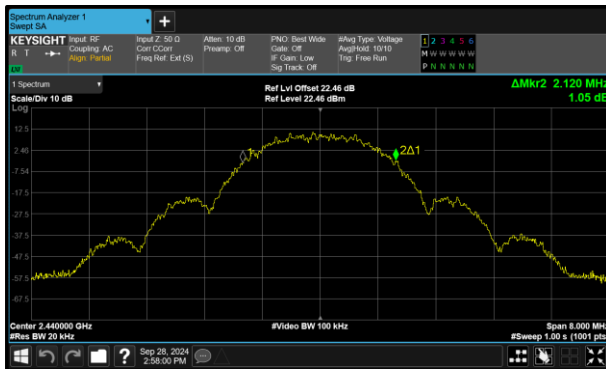 Spectrum Analyzer 1
Swept SA
KEYSIGHT Input: RF Input Z: 50 Ω Atten: 10 dB PNO: Best Wide #Avg Type: Voltage 1 2 3 4 5 6
R T Coupling: AC Corr CCorr Preamp: Off Gate: Off Avg|Hold: 10/10 M W W W W W
Align: Partial Freq Ref: Ext (S) IF Gain: Low Trig: Free Run
Sig Track: Off P N N N N N
1 Spectrum
Ref Lvl Offset 22.46 dB ΔMkr2 2.120 MHz
Scale/Div 10 dB Ref Level 22.46 dBm 1.05 dB
Log
12.5
2.46 1 2Δ1
-7.54
-17.5
-27.5
-37.5
-47.5
-57.5
-67.5
Center 2.440000 GHz #Video BW 100 kHz Span 8.000 MHz
#Res BW 20 kHz #Sweep 1.00 s (1001 pts)
? Sep 28, 2024
2:58:00 PM